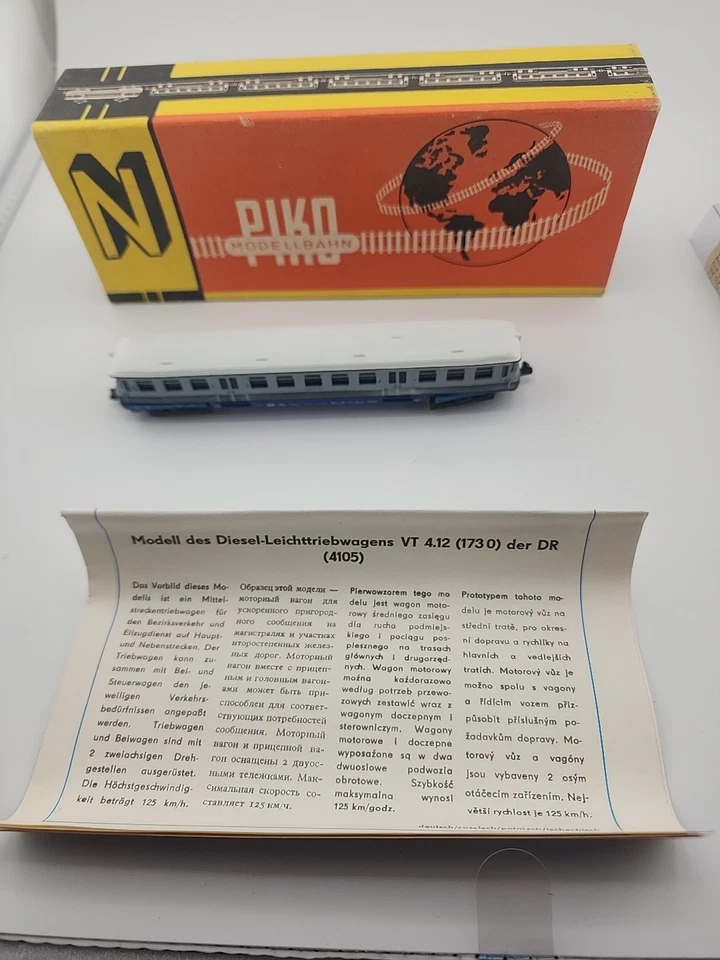 N
PIKO
MODELLBAHN
Modell des Diesel-Leichttriebwagens VT 4.12 (173 0) der DR
(4105)
Das Vorbild dieses Mo-
dells ist ein Mittel-
streckentriebwagen für
den Bezirksverkehr und
Eilzugdienst auf Haupt-
und Nebenstrecken. Der
Triebwagen kann zu-
sammen mit Bei- und
Steuerwagen den je-
weiligen Verkehrs-
bedürfnissen angepaßt
werden. Triebwagen
und Beiwagen sind mit
2 zweiachsigen Dreh-
gestellen ausgerüstet.
Die Höchstgeschwindig-
keit beträgt 125 km/h.
Образец этой модели —
моторный вагон для
ускоренного пригород-
ного сообщения на
магистралях и участках
второстепенных желез-
ных дорог. Моторный
вагон вместе с прицеп-
ным и головным вагон-
ами может быть при-
способлен для соответ-
ствующих потребностей
сообщения. Моторный
вагон и прицепной ва-
гон оснащены 2 двуос-
ными тележками. Мак-
симальная скорость со-
ставляет 125 км/ч.
Pierwowzorem tego mo-
delu jest wagon moto-
rowy średniego zasięgu
dla ruchu podmiejs-
kiego i pociągu pos-
piesznego na trasach
głównych i drugorzęd-
nych. Wagon motorowy
można każdorazowo
według potrzeb przewo-
zowych zestawić wraz z
wagonym doczepnym i
sterowniczym. Wagony
motorowe i doczepne
wyposażone są w dwa
dwuoslowe podwozia
obrotowe. Szybkość
maksymalna wynosl
125 km/godz.
Prototypem tohoto mo-
delu je motorový vůz na
střední tratě, pro okres-
ní dopravu a rychlíky na
hlavních a vedlejších
tratích. Motorový vůz je
možno spolu s vagony
a řídícím vozem přiz-
působit příslušným po-
žadavkům dopravy. Mo-
torový vůz a vagóny
jsou vybaveny 2 osým
otáčecím zařízením. Nej-
větší rychlost je 125 km/h.
deutsch/russisch/polnisch/tschechisch